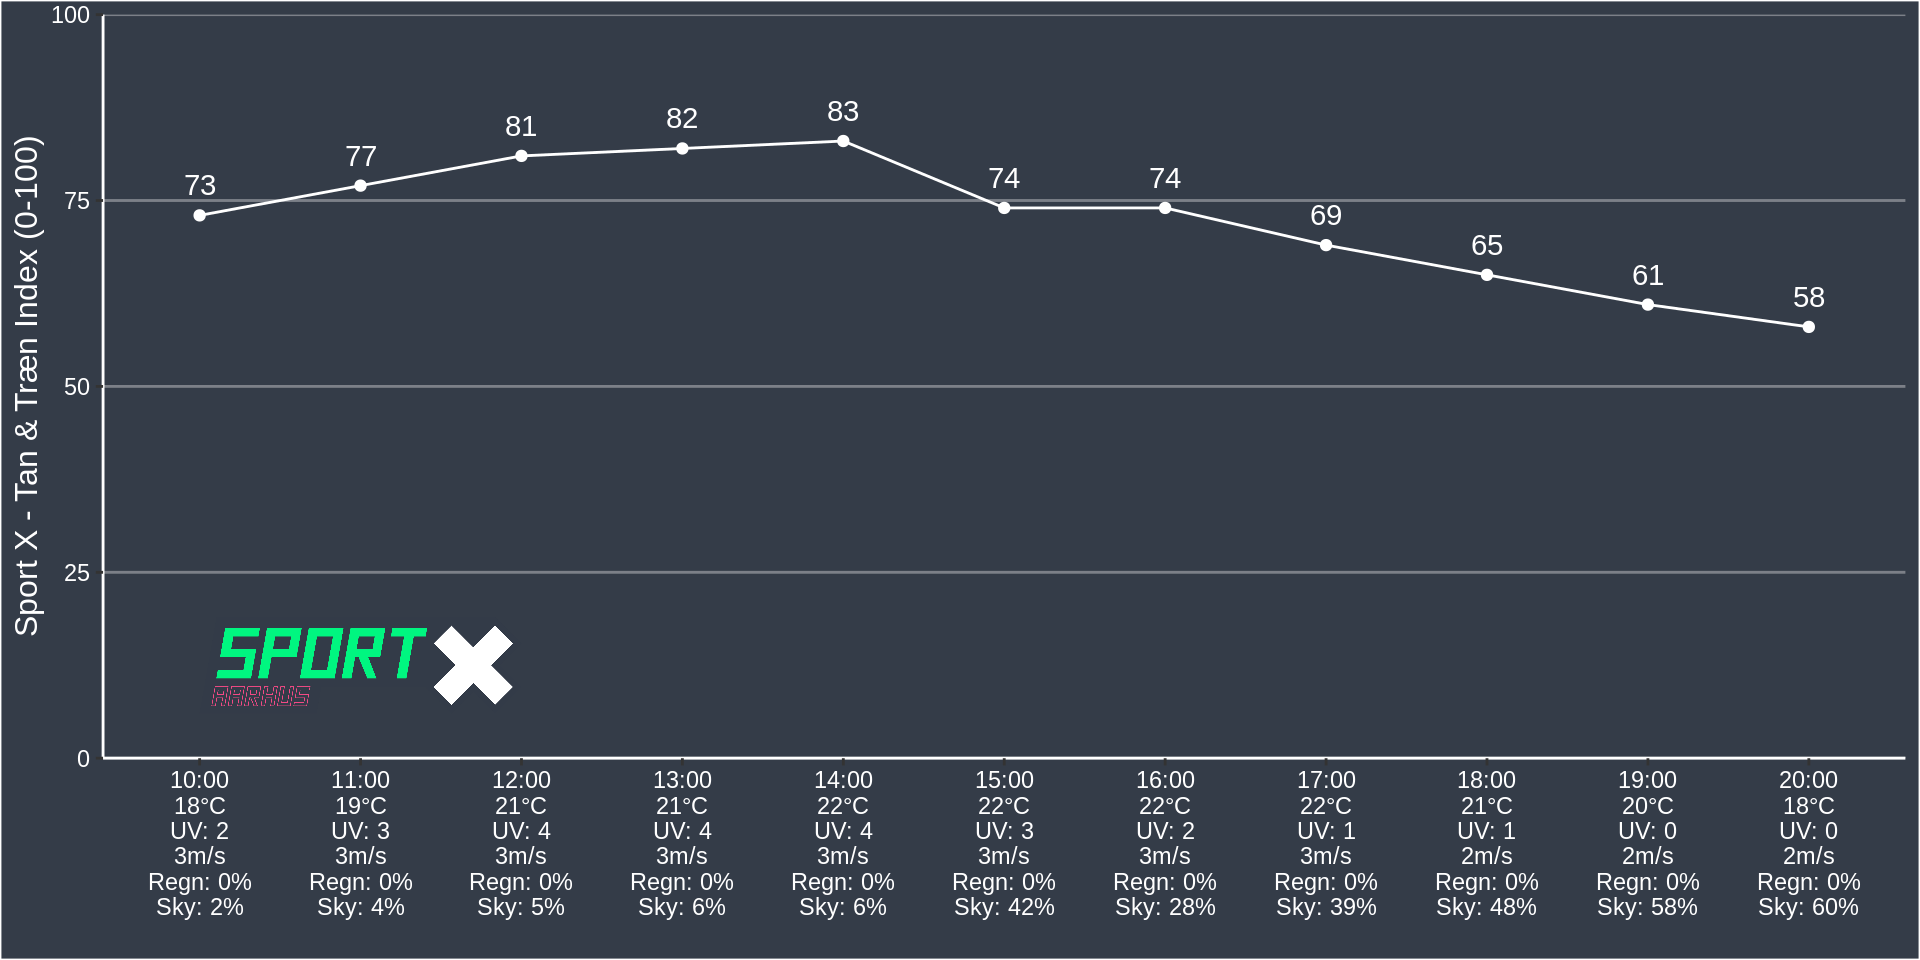 Sport X - Tan & Træn Index (0-100)
100
75
50
25
0
73
77
81
82
83
74
74
69
65
61
58
SPORT X
AARHUS
10:00
18°C
UV: 2
3m/s
Regn: 0%
Sky: 2%
11:00
19°C
UV: 3
3m/s
Regn: 0%
Sky: 4%
12:00
21°C
UV: 4
3m/s
Regn: 0%
Sky: 5%
13:00
21°C
UV: 4
3m/s
Regn: 0%
Sky: 6%
14:00
22°C
UV: 4
3m/s
Regn: 0%
Sky: 6%
15:00
22°C
UV: 3
3m/s
Regn: 0%
Sky: 42%
16:00
22°C
UV: 2
3m/s
Regn: 0%
Sky: 28%
17:00
22°C
UV: 1
3m/s
Regn: 0%
Sky: 39%
18:00
21°C
UV: 1
2m/s
Regn: 0%
Sky: 48%
19:00
20°C
UV: 0
2m/s
Regn: 0%
Sky: 58%
20:00
18°C
UV: 0
2m/s
Regn: 0%
Sky: 60%